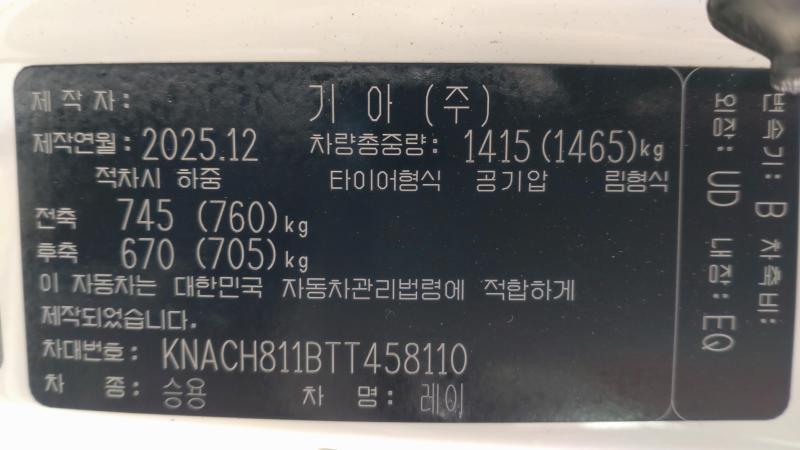 제 작 자: 기 아 (주)
제작연월: 2025.12 차량총중량: 1415 (1465)kg
적차시 하중 타이어형식 공기압 림형식
전축 745 (760)kg
후축 670 (705)kg
이 자동차는 대한민국 자동차관리법령에 적합하게
제작되었습니다.
차대번호: KNACH811BTT458110
차 종: 승용 차 명: 레이
변속기: B 차축비:
외장: UD 내장: EQ